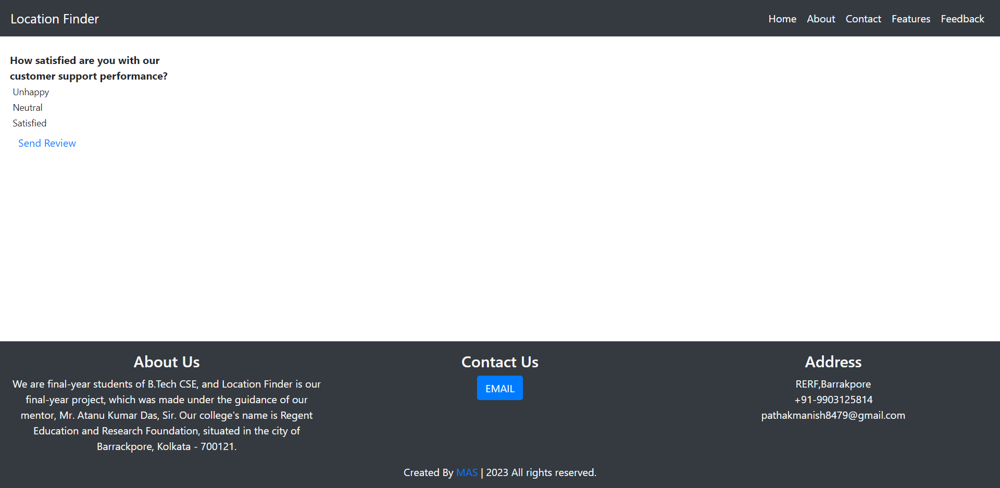 Location Finder
Home About Contact Features Feedback
How satisfied are you with our
customer support performance?
Unhappy
Neutral
Satisfied
Send Review
About Us
We are final-year students of B.Tech CSE, and Location Finder is our
final-year project, which was made under the guidance of our
mentor, Mr. Atanu Kumar Das, Sir. Our college's name is Regent
Education and Research Foundation, situated in the city of
Barrackpore, Kolkata - 700121.
Contact Us
EMAIL
Address
RERF,Barrakpore
+91-9903125814
pathakmanish8479@gmail.com
Created By MAS | 2023 All rights reserved.